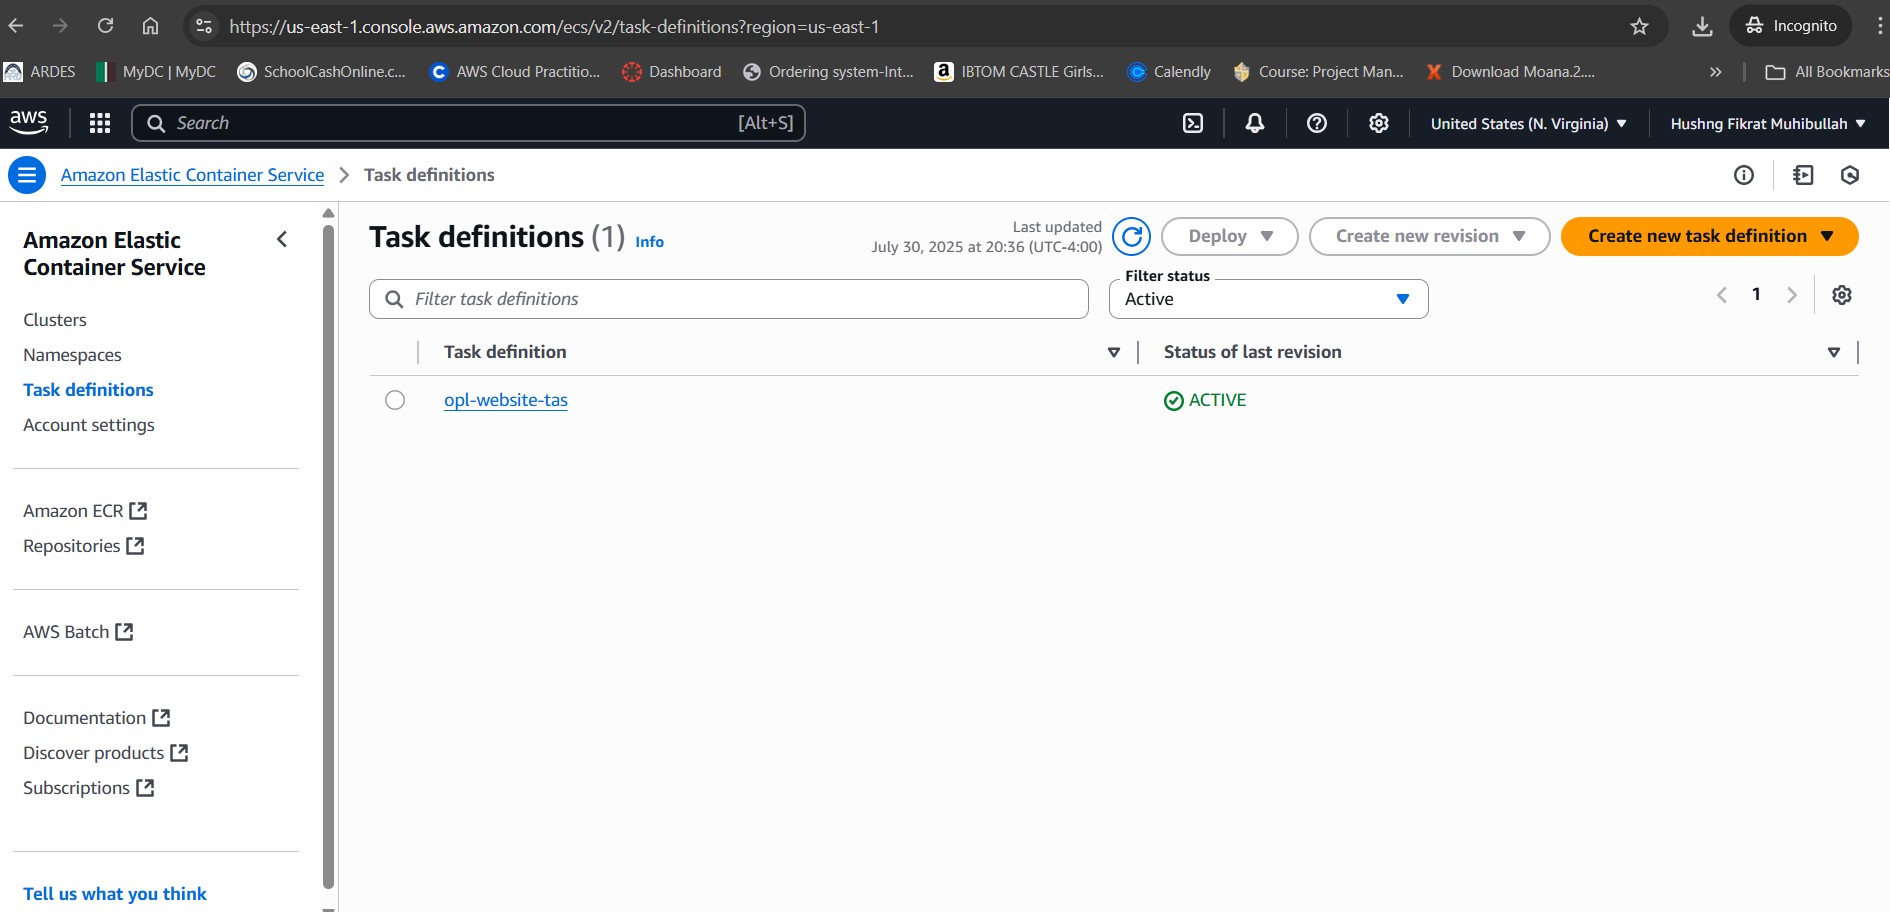 https://us-east-1.console.aws.amazon.com/ecs/v2/task-definitions?region=us-east-1
Incognito
ARDES
MyDC | MyDC
SchoolCashOnline.c...
AWS Cloud Practitio...
Dashboard
Ordering system-Int...
IBTOM CASTLE Girls...
Calendly
Course: Project Man...
Download Moana.2....
»
All Bookmarks
aws
Search
[Alt+S]
United States (N. Virginia)
Hushng Fikrat Muhibullah
Amazon Elastic Container Service
Task definitions
Amazon Elastic
Container Service
Clusters
Namespaces
Task definitions
Account settings
Amazon ECR
Repositories
AWS Batch
Documentation
Discover products
Subscriptions
Tell us what you think
Task definitions (1) Info
Last updated
July 30, 2025 at 20:36 (UTC-4:00)
Deploy
Create new revision
Create new task definition
Filter task definitions
Filter status
Active
1
Task definition
Status of last revision
opl-website-tas
ACTIVE